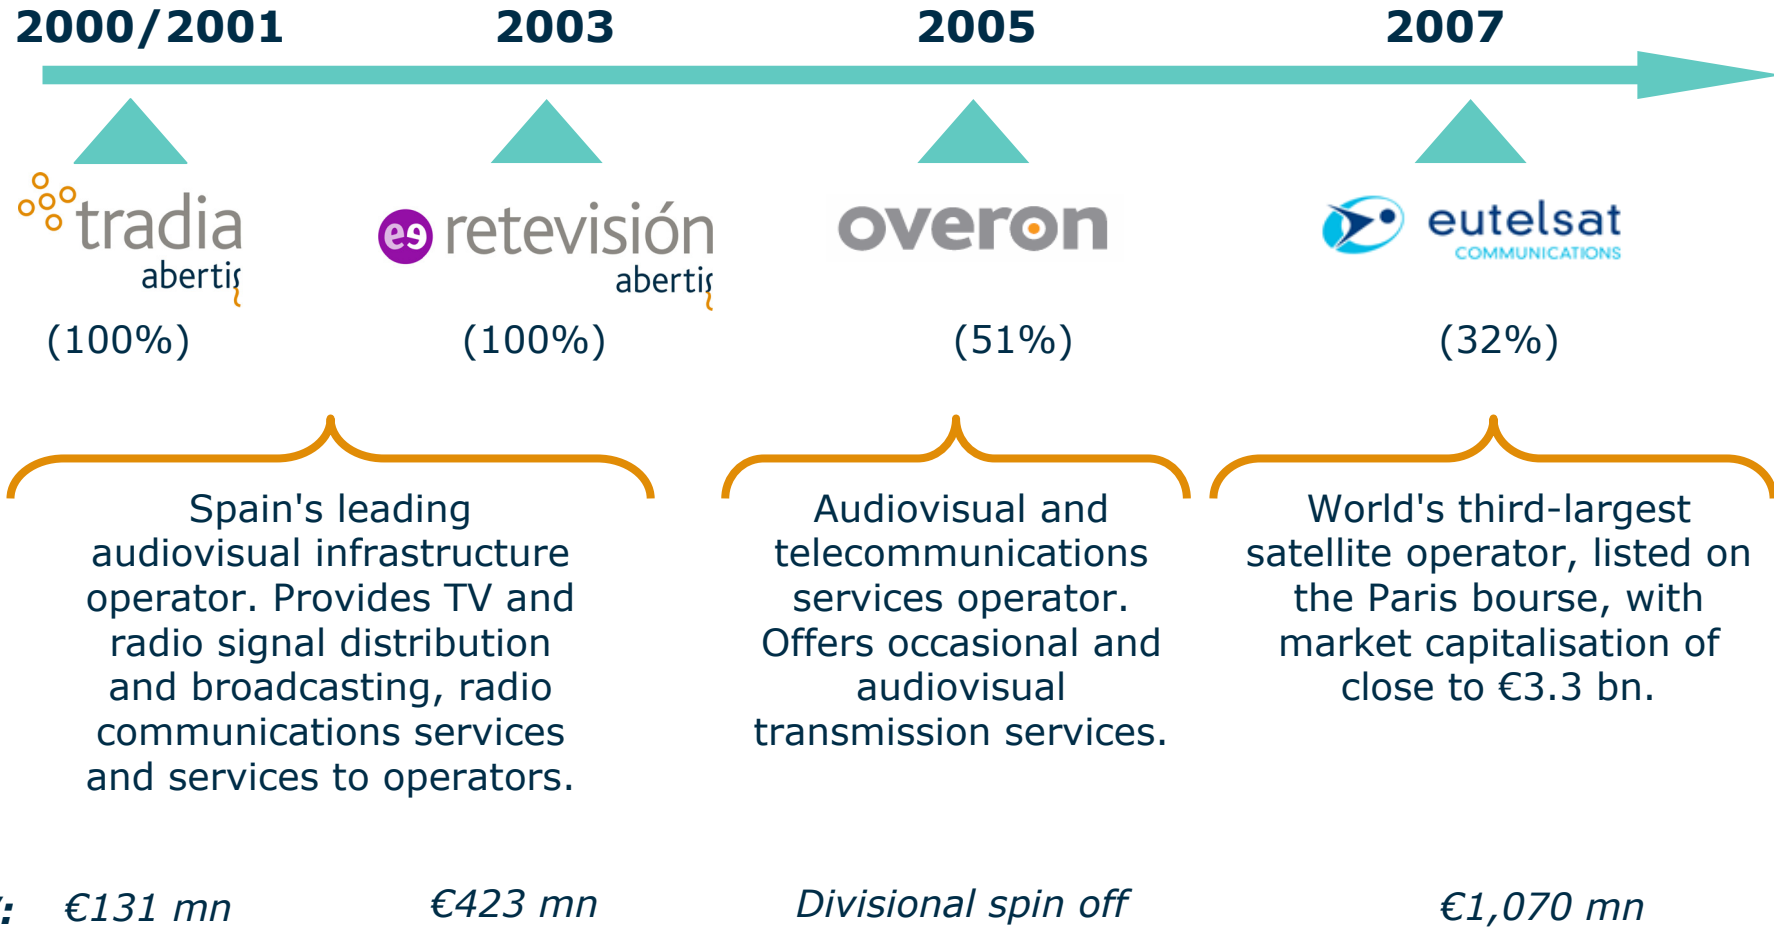 2000/2001 2003 2005 2007
tradia
abertis
retevisión
abertis
overon
eutelsat
COMMUNICATIONS
(100%) (100%) (51%) (32%)
Spain's leading
audiovisual infrastructure
operator. Provides TV and
radio signal distribution
and broadcasting, radio
communications services
and services to operators.
Audiovisual and
telecommunications
services operator.
Offers occasional and
audiovisual
transmission services.
World's third-largest
satellite operator, listed on
the Paris bourse, with
market capitalisation of
close to €3.3 bn.
€131 mn €423 mn Divisional spin off €1,070 mn